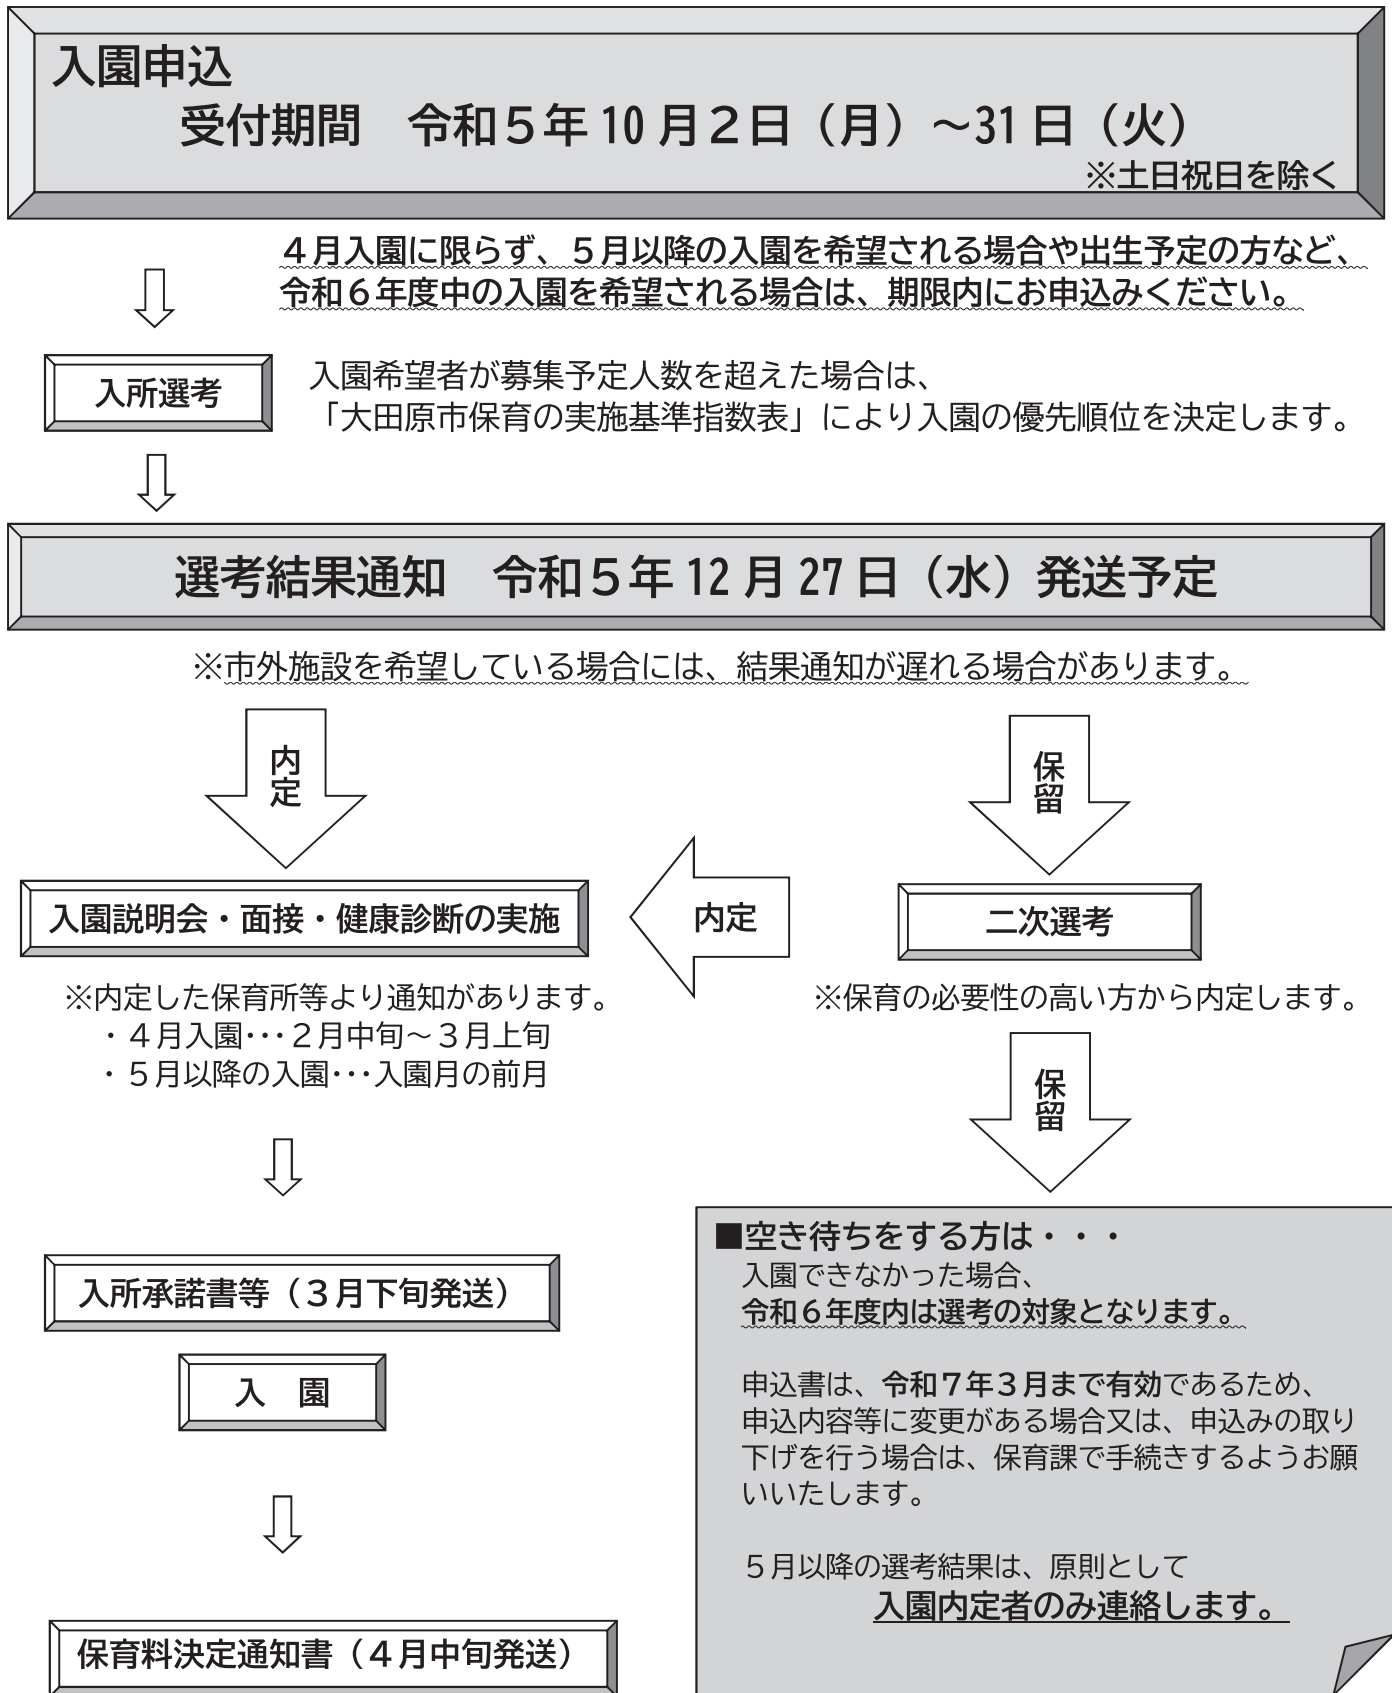 入園申込
受付期間　令和５年 10 月２日（月）～31 日（火）
※土日祝日を除く
４月入園に限らず、５月以降の入園を希望される場合や出生予定の方など、
令和６年度中の入園を希望される場合は、期限内にお申込みください。
入所選考
入園希望者が募集予定人数を超えた場合は、
「大田原市保育の実施基準指数表」により入園の優先順位を決定します。
選考結果通知　令和５年 12 月 27 日（水）発送予定
※市外施設を希望している場合には、結果通知が遅れる場合があります。
内定
保留
入園説明会・面接・健康診断の実施
内定
二次選考
※内定した保育所等より通知があります。
・４月入園･･･２月中旬～３月上旬
・５月以降の入園･･･入園月の前月
※保育の必要性の高い方から内定します。
保留
入所承諾書等（３月下旬発送）
入　園
保育料決定通知書（４月中旬発送）
■空き待ちをする方は・・・
入園できなかった場合、
令和６年度内は選考の対象となります。
申込書は、令和７年３月まで有効であるため、
申込内容等に変更がある場合又は、申込みの取り
下げを行う場合は、保育課で手続きするようお願
いいたします。
５月以降の選考結果は、原則として
入園内定者のみ連絡します。